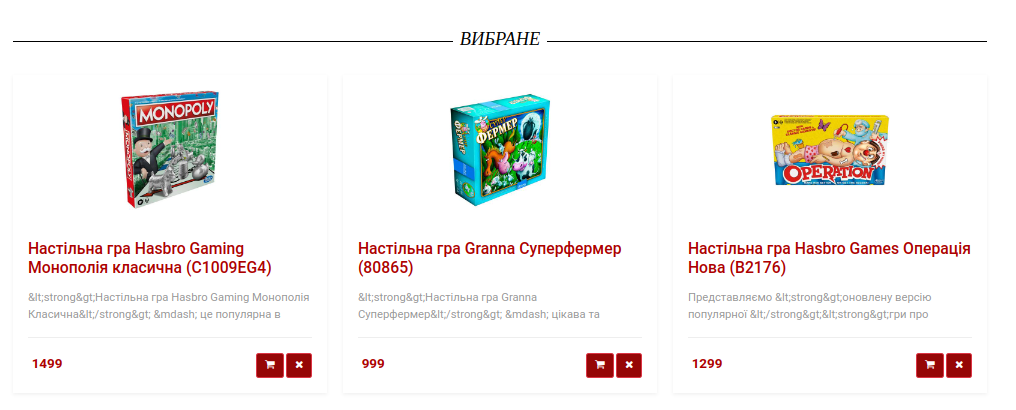 ВИБРАНЕ
MONOPOLY
ФЕРМЕР
OPERATION
Настільна гра Hasbro Gaming
Монополія класична (C1009EG4)
&lt;strong&gt;Настільна гра Hasbro Gaming Монополія
Класична&lt;/strong&gt; &mdash; це популярна в
1499
Настільна гра Granna Суперфермер
(80865)
&lt;strong&gt;Настільна гра Granna
Суперфермер&lt;/strong&gt; &mdash; цікава та
999
Настільна гра Hasbro Games Операція
Нова (B2176)
Представляємо &lt;strong&gt;оновлену версію
популярної &lt;/strong&gt;&lt;strong&gt;гри про
1299